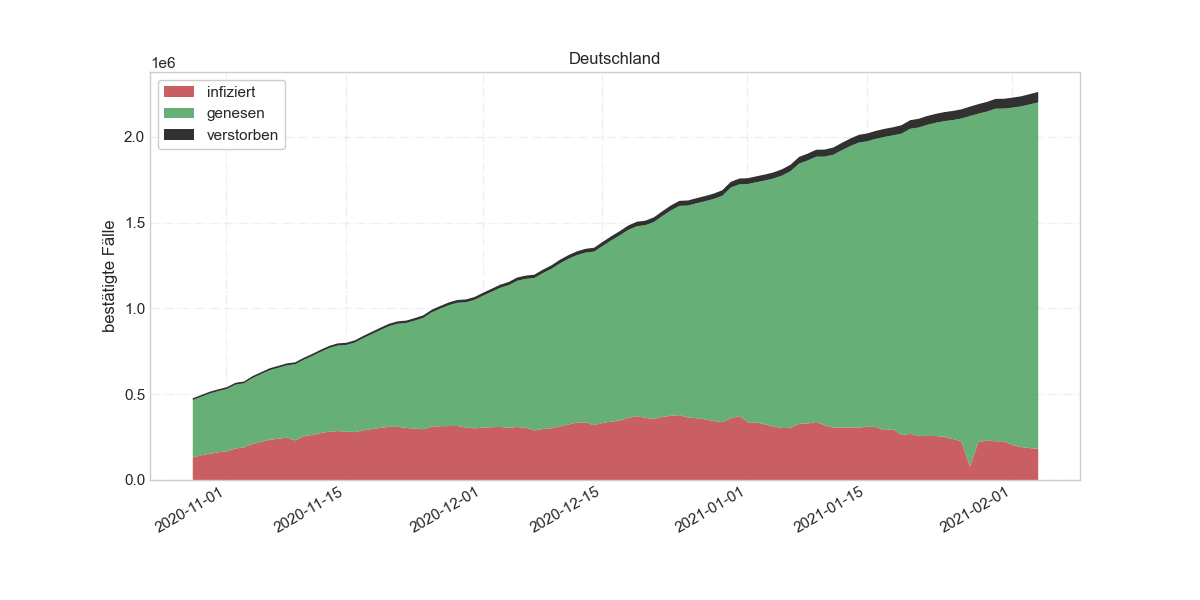 Deutschland
1e6
infiziert
genesen
verstorben
bestätigte Fälle
2.0
1.5
1.0
0.5
0.0
2020-11-01
2020-11-15
2020-12-01
2020-12-15
2021-01-01
2021-01-15
2021-02-01